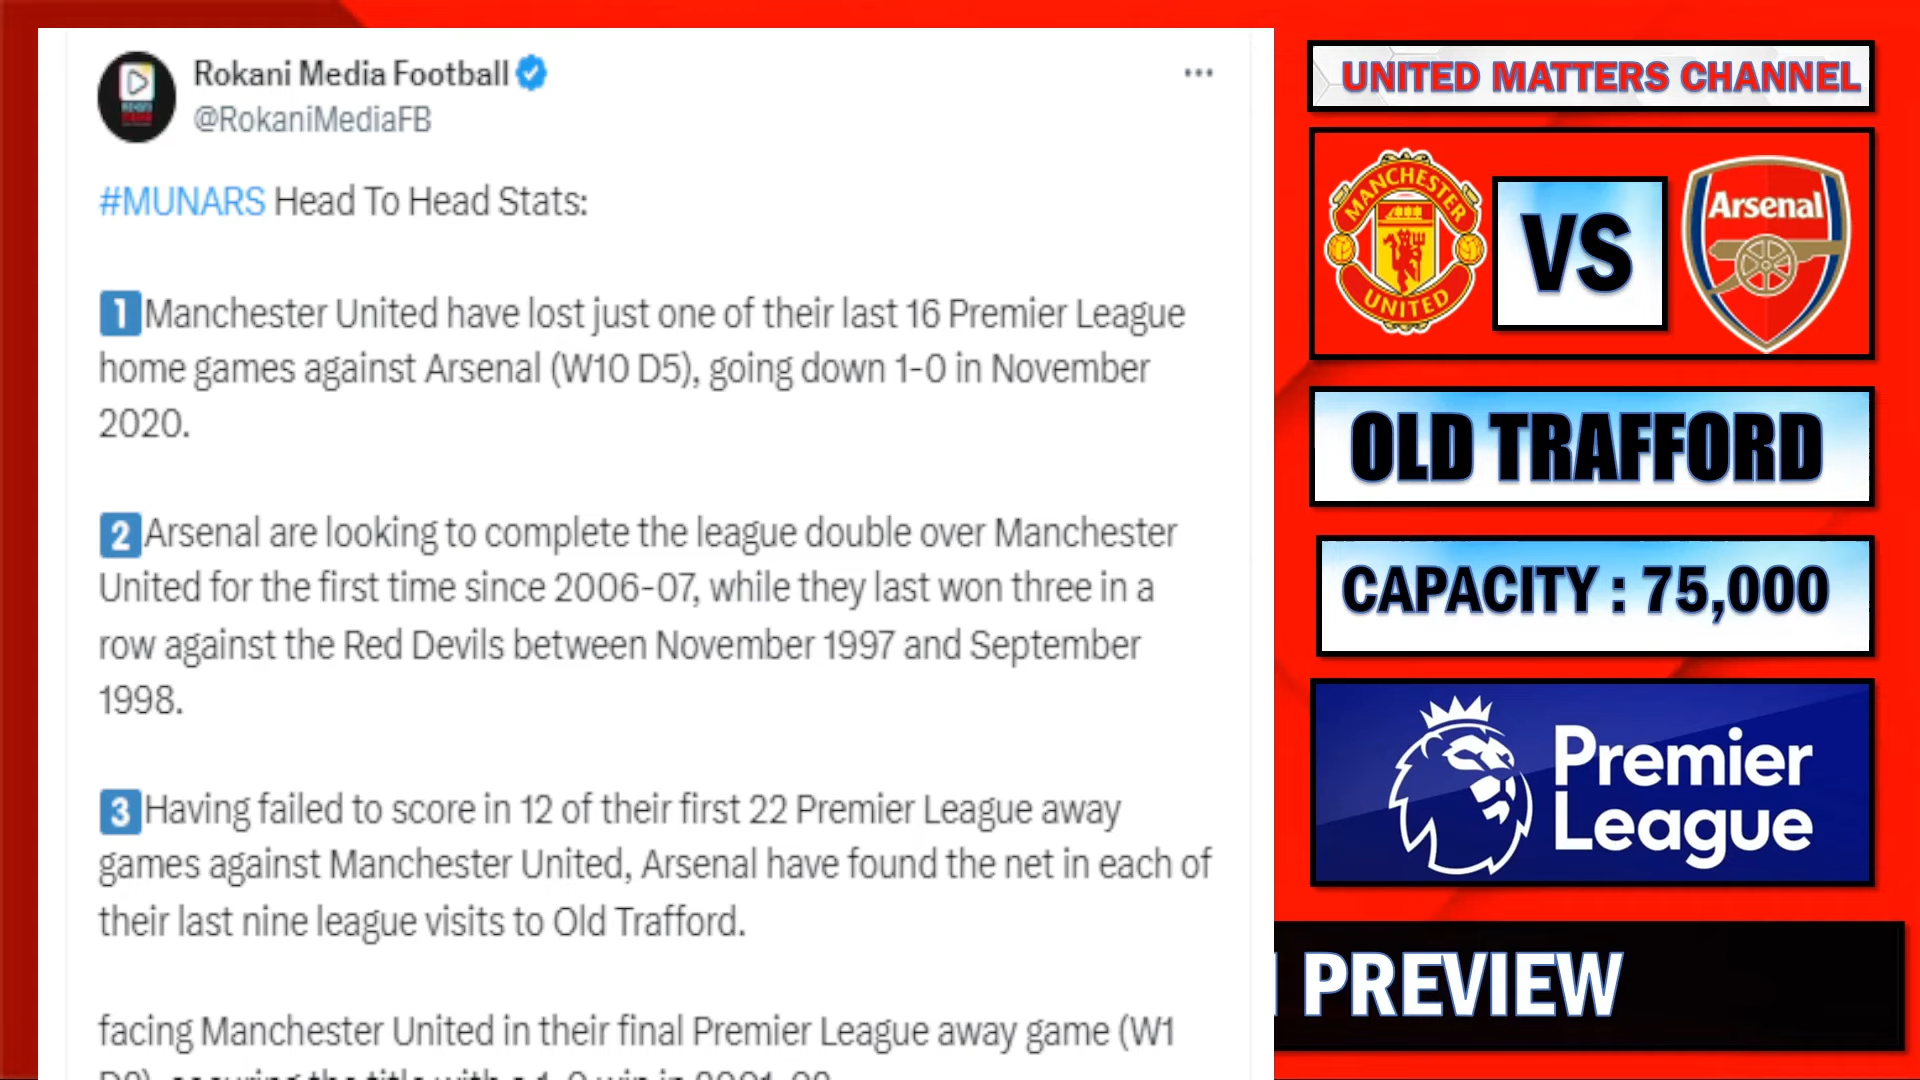 Rokani Media Football
@RokaniMediaFB
#MUNARS Head To Head Stats:
1 Manchester United have lost just one of their last 16 Premier League
home games against Arsenal (W10 D5), going down 1-0 in November
2020.
2 Arsenal are looking to complete the league double over Manchester
United for the first time since 2006-07, while they last won three in a
row against the Red Devils between November 1997 and September
1998.
3 Having failed to score in 12 of their first 22 Premier League away
games against Manchester United, Arsenal have found the net in each of
their last nine league visits to Old Trafford.
facing Manchester United in their final Premier League away game (W1
UNITED MATTERS CHANNEL
MANCHESTER
UNITED
VS
Arsenal
OLD TRAFFORD
CAPACITY : 75,000
Premier
League
PREVIEW